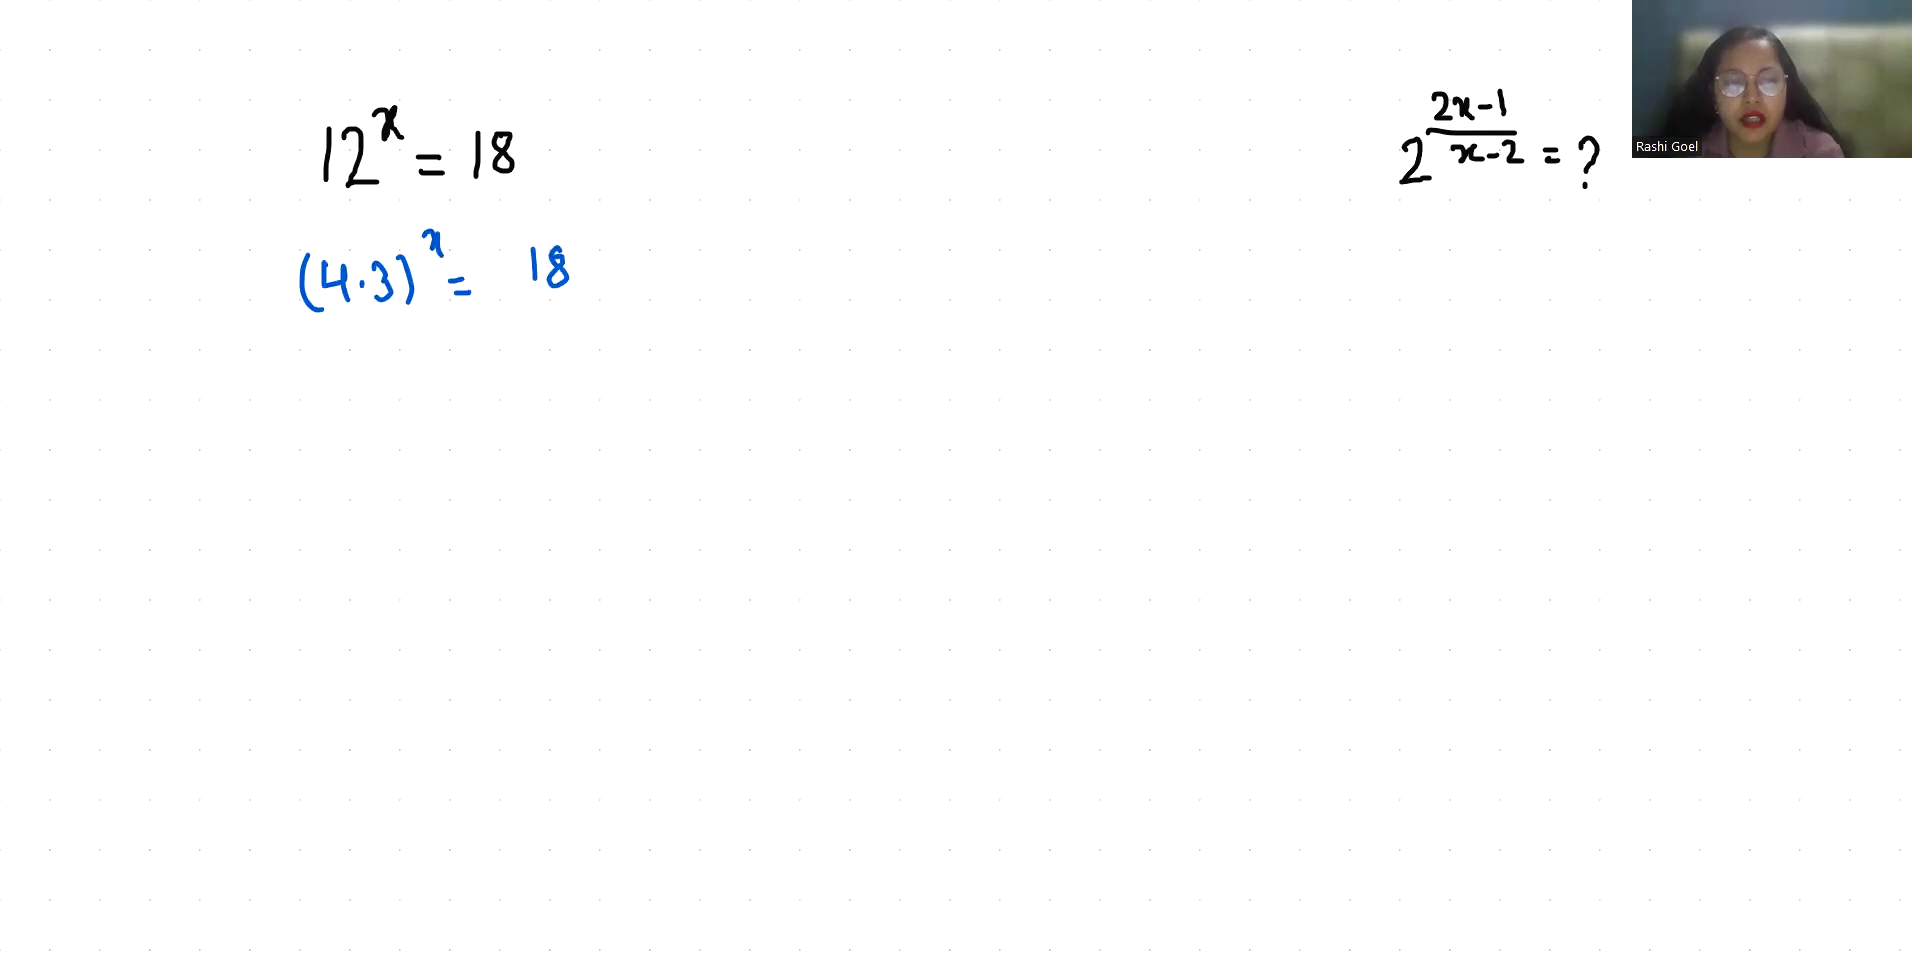 12^x = 18
2^((2x-1)/(x-2)) = ?
Rashi Goel
(4·3)^x = 18